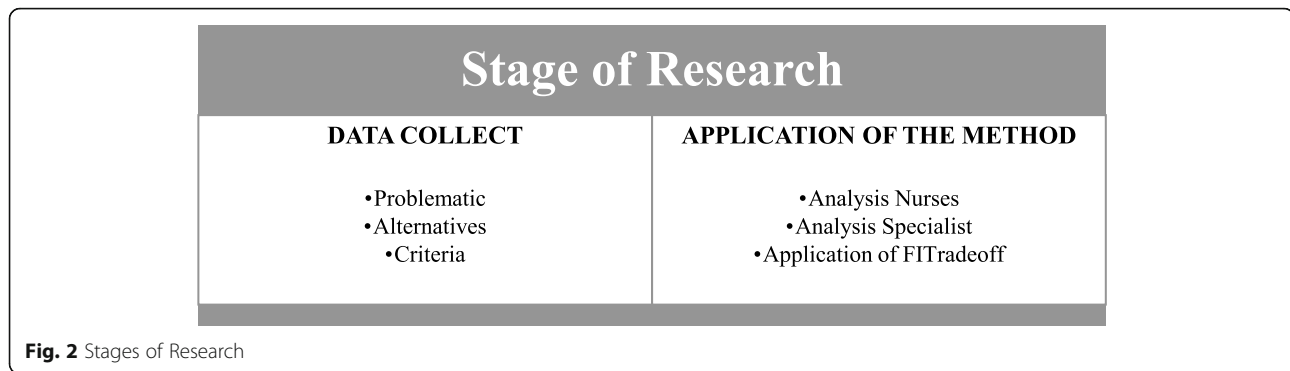 Stage of Research
DATA COLLECT
•Problematic
•Alternatives
•Criteria
APPLICATION OF THE METHOD
•Analysis Nurses
•Analysis Specialist
•Application of FITradeoff
Fig. 2 Stages of Research